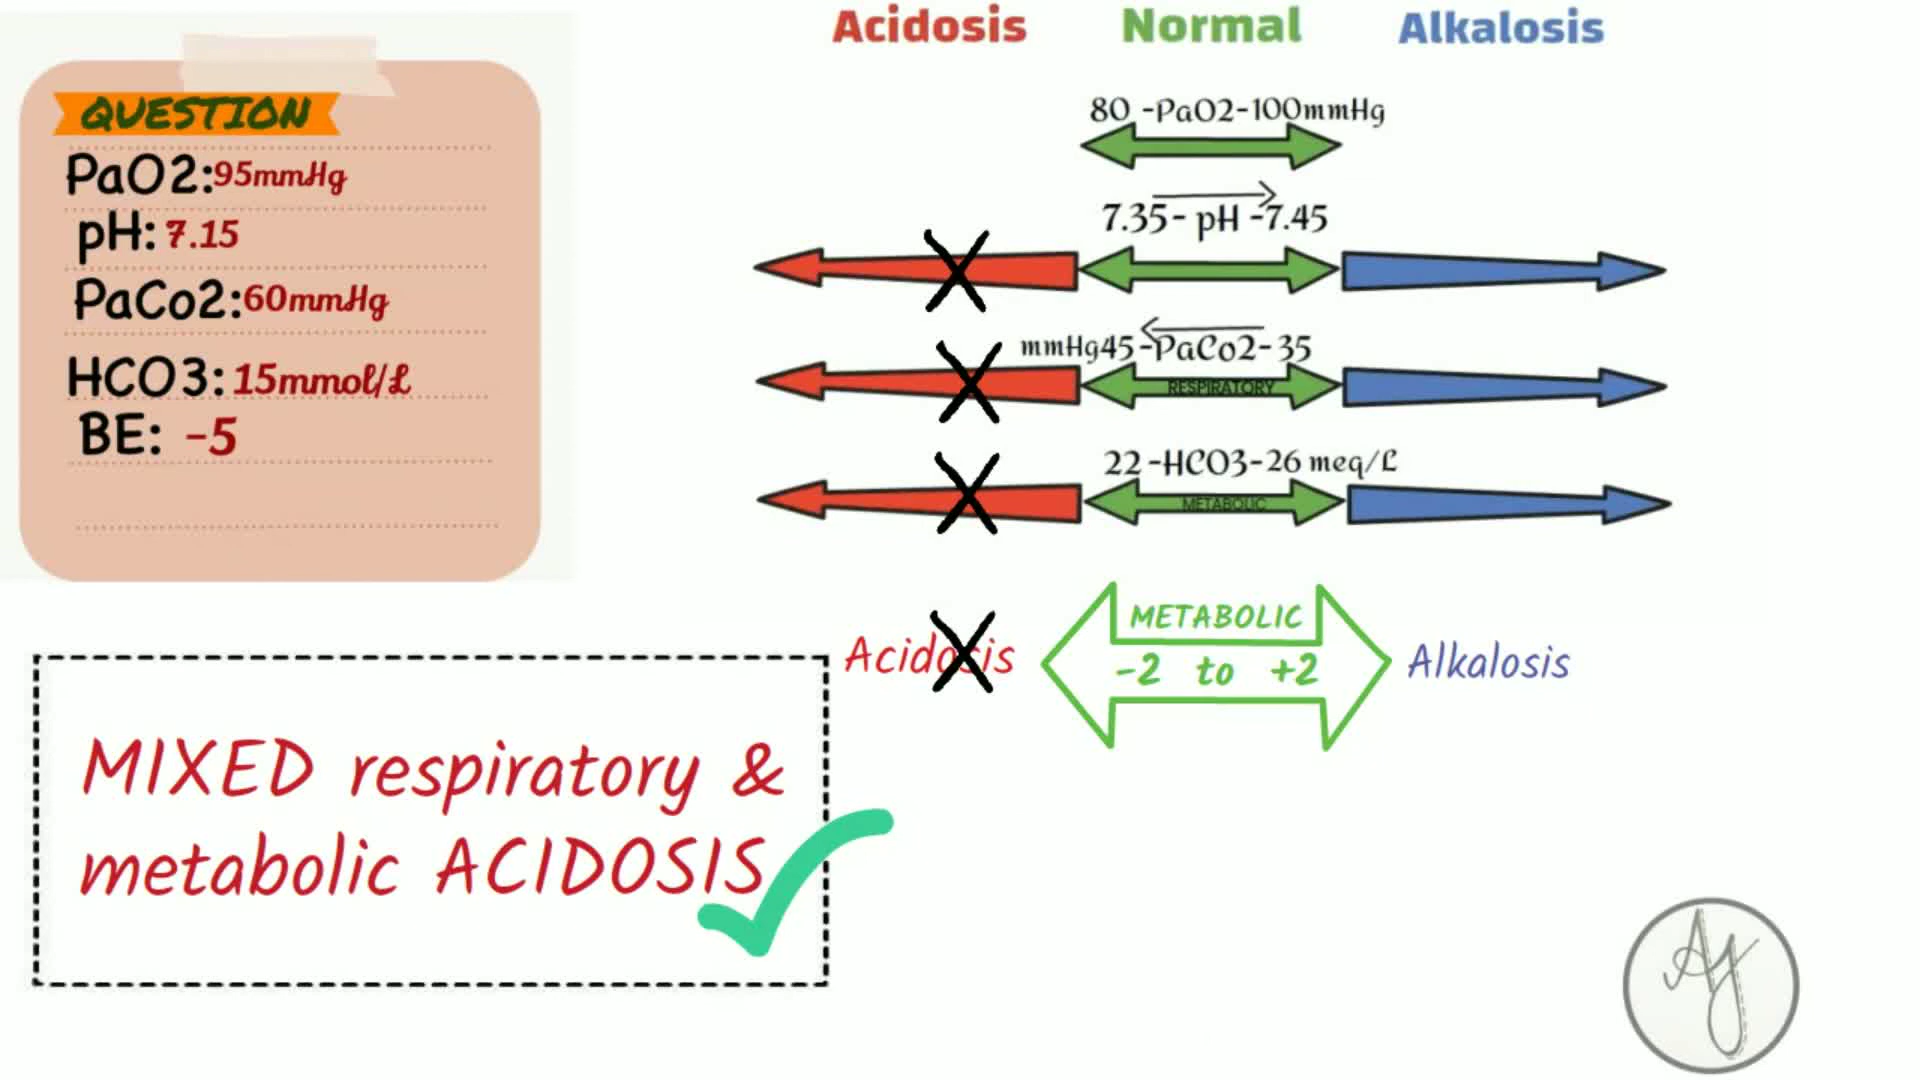 QUESTION
PaO2:95mmHg
pH: 7.15
PaCo2:60mmHg
HCO3: 15mmol/L
BE: -5
Acidosis Normal Alkalosis
80 -PaO2-100mmHg
7.35- pH -7.45
mmHg45-PaCo2-35
RESPIRATORY
22-HCO3-26 meq/L
METABOLIC
METABOLIC
Acidosis -2 to +2 Alkalosis
MIXED respiratory &
metabolic ACIDOSIS
Ay